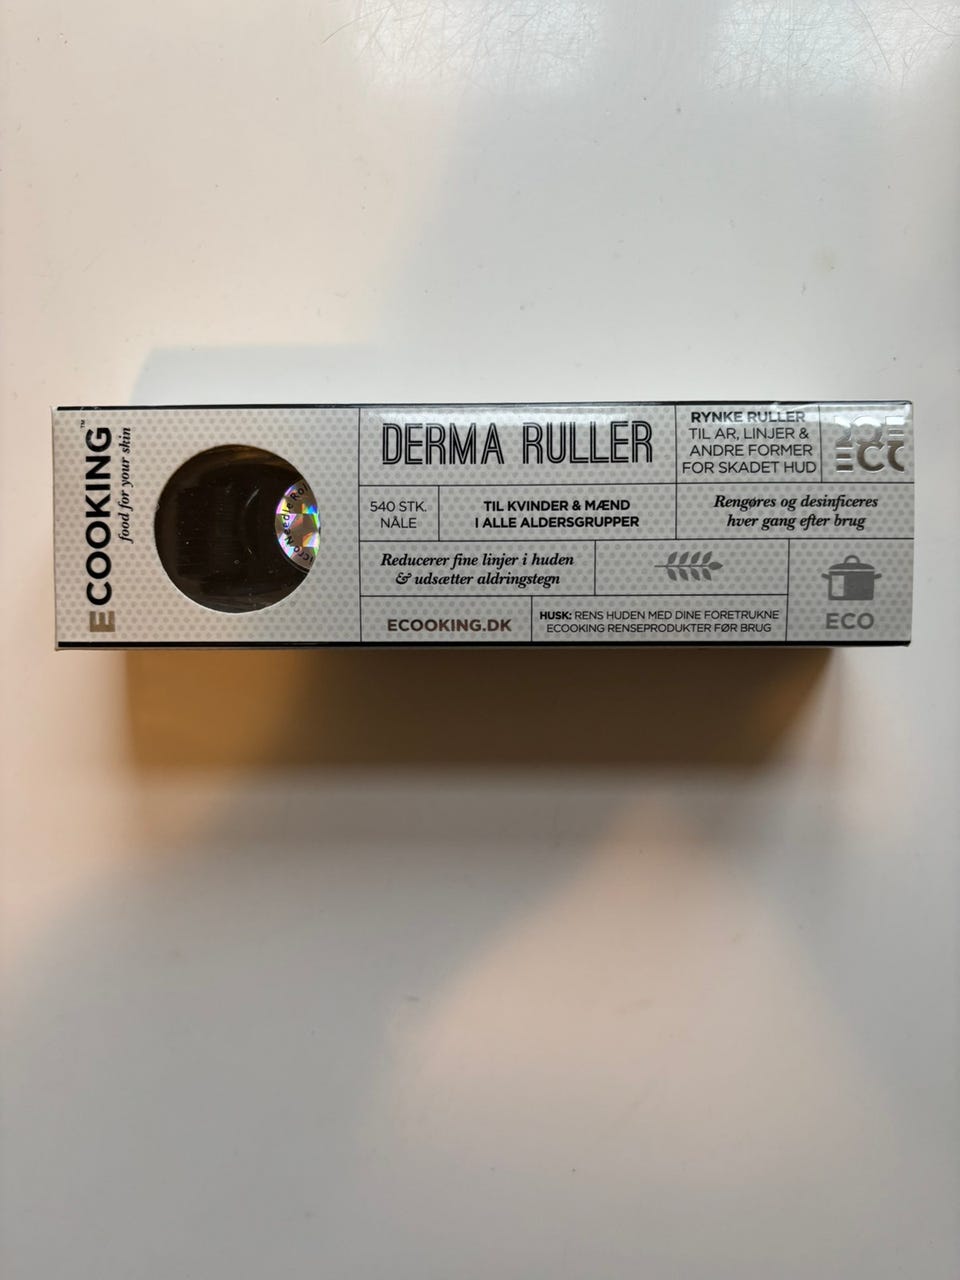 ECOOKING™
food for your skin
DERMA RULLER
RYNKE RULLER
TIL AR, LINJER &
ANDRE FORMER
FOR SKADET HUD
540 STK.
NÅLE
TIL KVINDER & MÆND
I ALLE ALDERSGRUPPER
Rengøres og desinficeres
hver gang efter brug
Reducerer fine linjer i huden
& udsætter aldringstegn
ECOOKING.DK
HUSK: RENS HUDEN MED DINE FORETRUKNE
ECOOKING RENSEPRODUKTER FØR BRUG
ECO